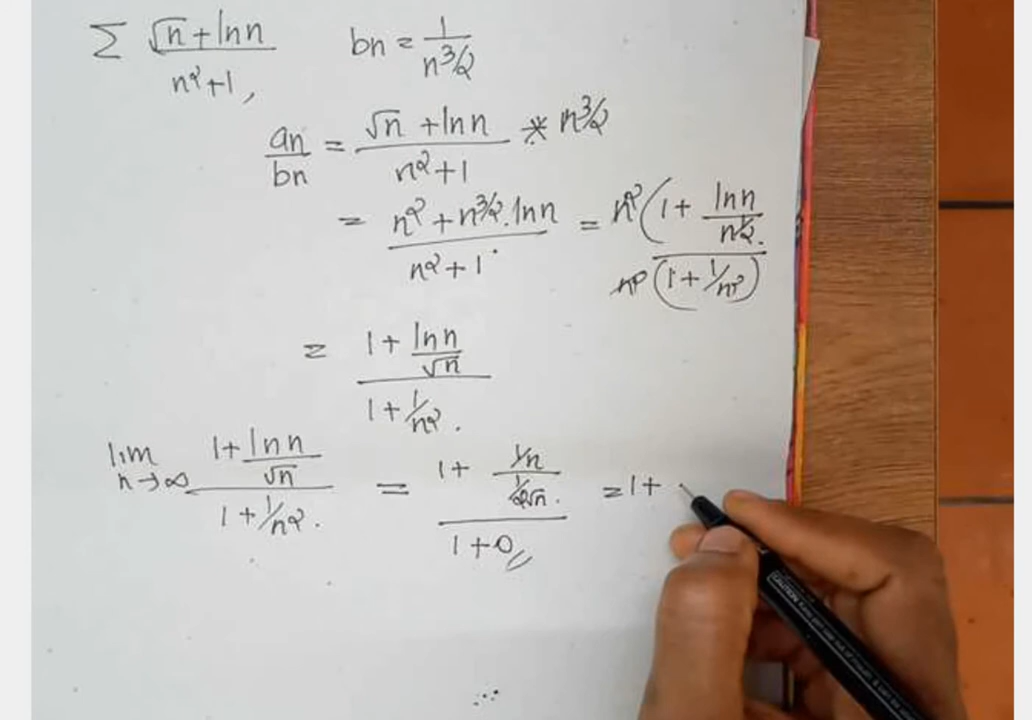 ∑ (√n + ln n)/(n² + 1), bn = 1/n^(3/2)
an/bn = (√n + ln n)/(n² + 1) * n^(3/2)
= (n² + n^(3/2) . ln n)/(n² + 1) = n²(1 + ln n/n^(1/2).)/n²(1 + 1/n²)
= (1 + ln n/√n)/(1 + 1/n²).
lim n→∞ (1 + ln n/√n)/(1 + 1/n²). = (1 + (1/n)/(1/2√n).)/(1 + 0) = 1 +